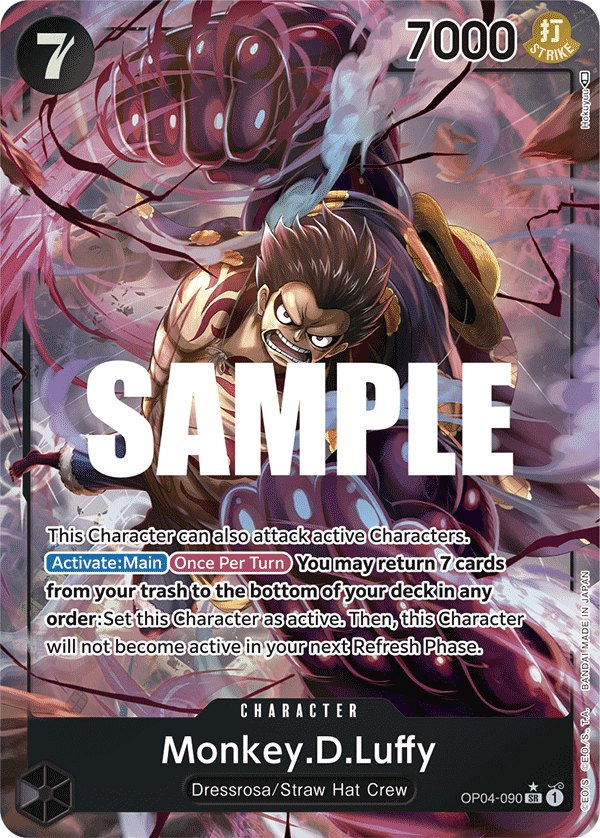 7
7000
打
STRIKE
Hokuyuu
SAMPLE
This Character can also attack active Characters.
Activate:Main Once Per Turn You may return 7 cards
from your trash to the bottom of your deck in any
order:Set this Character as active. Then, this Character
will not become active in your next Refresh Phase.
CHARACTER
Monkey.D.Luffy
Dressrosa/Straw Hat Crew
OP04-090 SR 1
©E.O/S. ©E.O./S., T.A. BANDAI MADE IN JAPAN